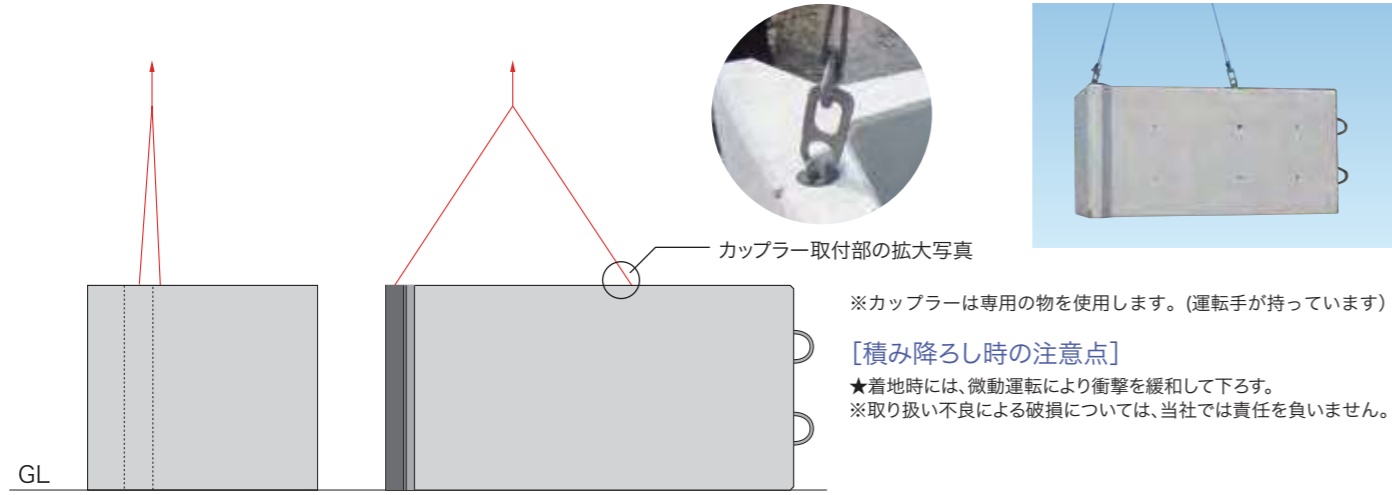 カップラー取付部の拡大写真
※カップラーは専用の物を使用します。(運転手が持っています)
［積み降ろし時の注意点］
★着地時には、微動運転により衝撃を緩和して下ろす。
※取り扱い不良による破損については、当社では責任を負いません。
GL